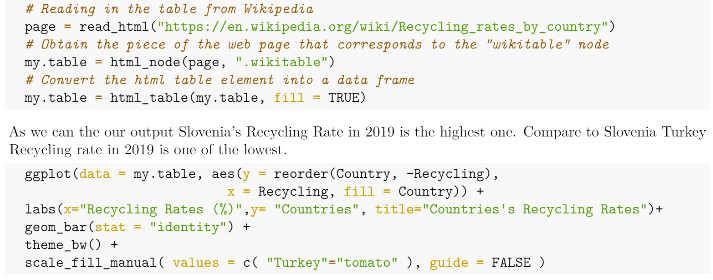 # Reading in the table from Wikipedia
page = read_html("https://en.wikipedia.org/wiki/Recycling_rates_by_country")
# Obtain the piece of the web page that corresponds to the "wikitable" node
my.table = html_node(page, ".wikitable")
# Convert the html table element into a data frame
my.table = html_table(my.table, fill = TRUE)
As we can the our output Slovenia's Recycling Rate in 2019 is the highest one. Compare to Slovenia Turkey
Recycling rate in 2019 is one of the lowest.
ggplot(data = my.table, aes(y = reorder(Country, -Recycling),
x = Recycling, fill = Country)) +
labs(x="Recycling Rates (%)",y= "Countries", title="Countries's Recycling Rates")+
geom_bar(stat = "identity") +
theme_bw() +
scale_fill_manual( values = c( "Turkey"="tomato" ), guide = FALSE )